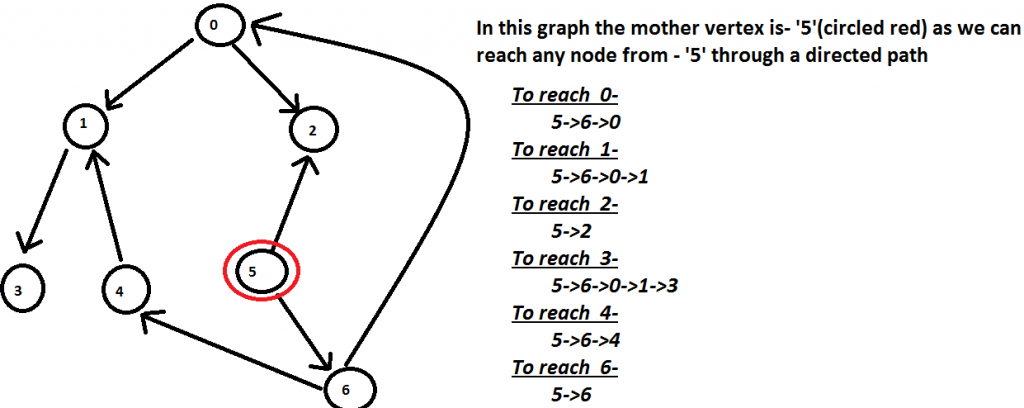 0
1
2
3
4
5
6
In this graph the mother vertex is- '5'(circled red) as we can
reach any node from - '5' through a directed path
To reach 0-
5->6->0
To reach 1-
5->6->0->1
To reach 2-
5->2
To reach 3-
5->6->0->1->3
To reach 4-
5->6->4
To reach 6-
5->6